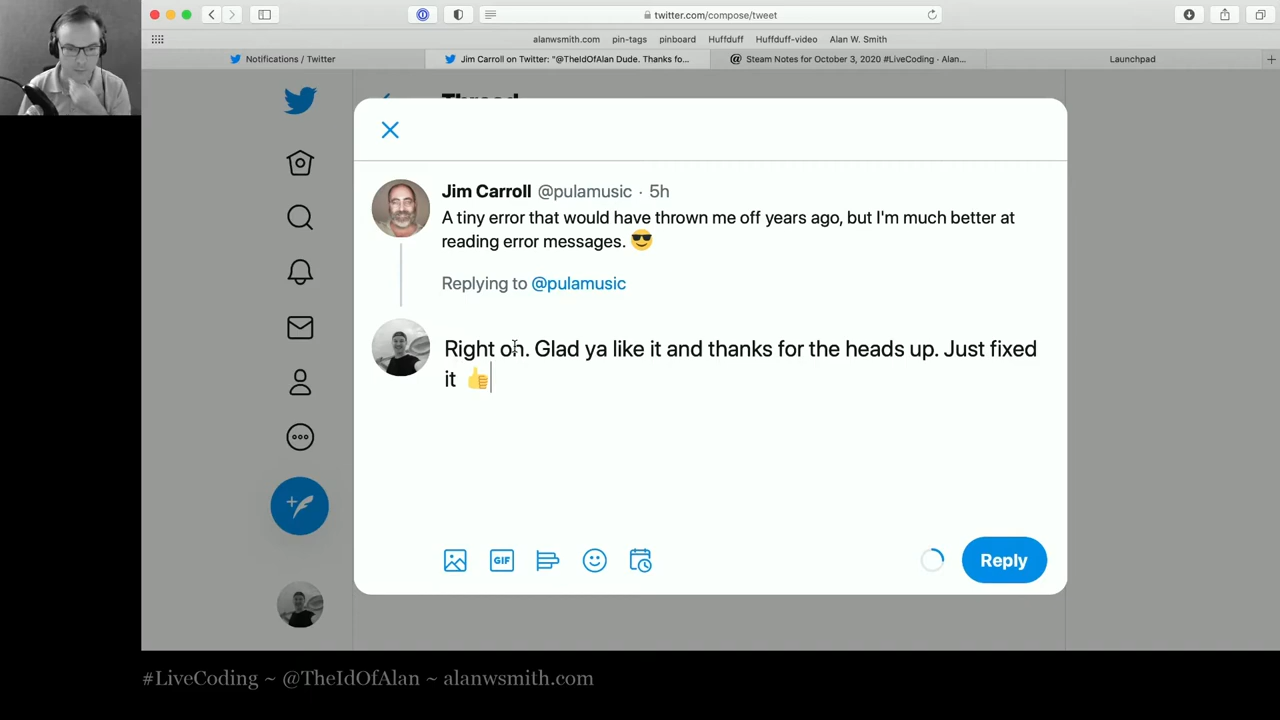 twitter.com/compose/tweet
alanwsmith.com pin-tags pinboard Huffduff Huffduff-video Alan W. Smith
Notifications / Twitter
Jim Carroll on Twitter: "@TheIdOfAlan Dude. Thanks fo...
Steam Notes for October 3, 2020 #LiveCoding · Alan...
Launchpad
Thread
Jim Carroll @pulamusic · 5h
A tiny error that would have thrown me off years ago, but I'm much better at
reading error messages. 😎
Replying to @pulamusic
Right on. Glad ya like it and thanks for the heads up. Just fixed
it 👍
GIF
Reply
#LiveCoding ~ @TheIdOfAlan ~ alanwsmith.com